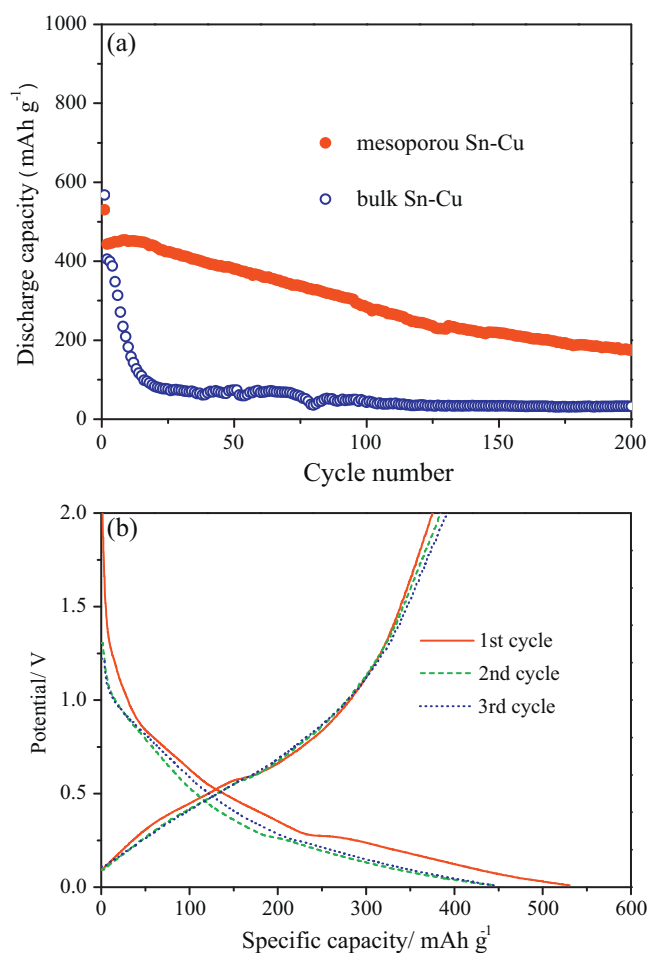 (a)
1000
800
600
400
200
0
Discharge capacity ( mAh g-1)
mesoporou Sn-Cu
bulk Sn-Cu
0
50
100
150
200
Cycle number
(b)
2.0
1.5
1.0
0.5
0.0
Potential/ V
1st cycle
2nd cycle
3rd cycle
0
100
200
300
400
500
600
Specific capacity/ mAh g-1